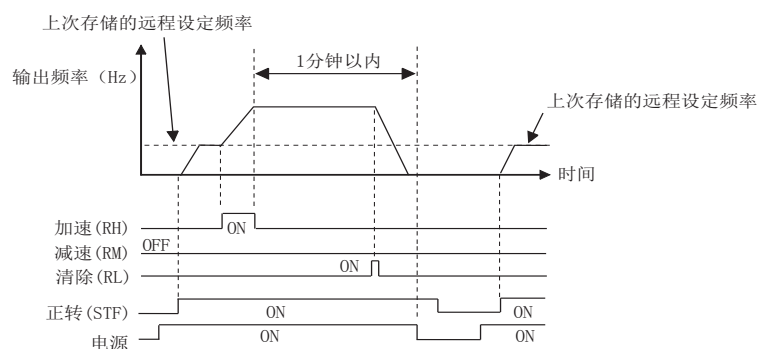 上次存储的远程设定频率
1分钟以内
输出频率（Hz）
上次存储的远程设定频率
时间
加速(RH) ON
减速(RM) OFF
清除(RL) ON
正转(STF) ON ON
电源 ON ON